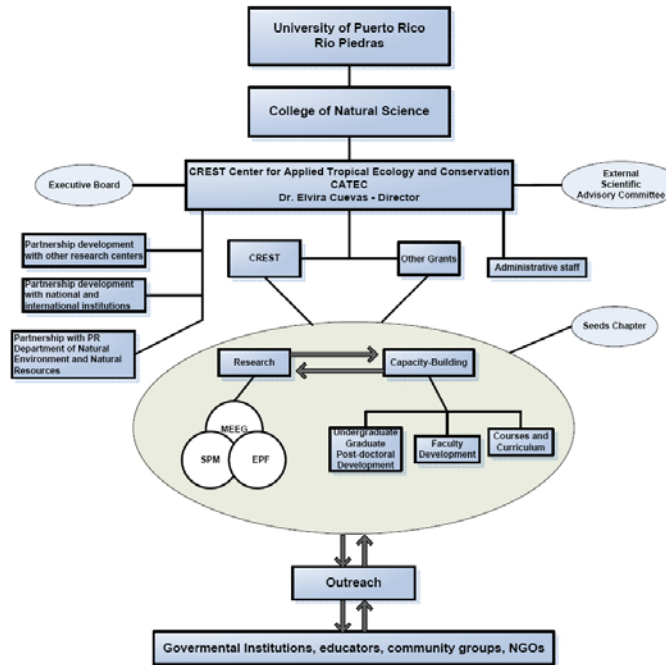 University of Puerto Rico
Rio Piedras
College of Natural Science
CREST Center for Applied Tropical Ecology and Conservation
CATEC
Dr. Elvira Cuevas - Director
Executive Board
External
Scientific
Advisory Committee
Partnership development
with other research centers
CREST
Other Grants
Administrative staff
Partnership development
with national and
international institutions
Partnership with PR
Department of Natural
Environment and Natural
Resources
Seeds Chapter
Research
Capacity-Building
MEEG
SPM
EPF
Undergraduate
Graduate
Post-doctoral
Development
Faculty
Development
Courses and
Curriculum
Outreach
Govermental Institutions, educators, community groups, NGOs